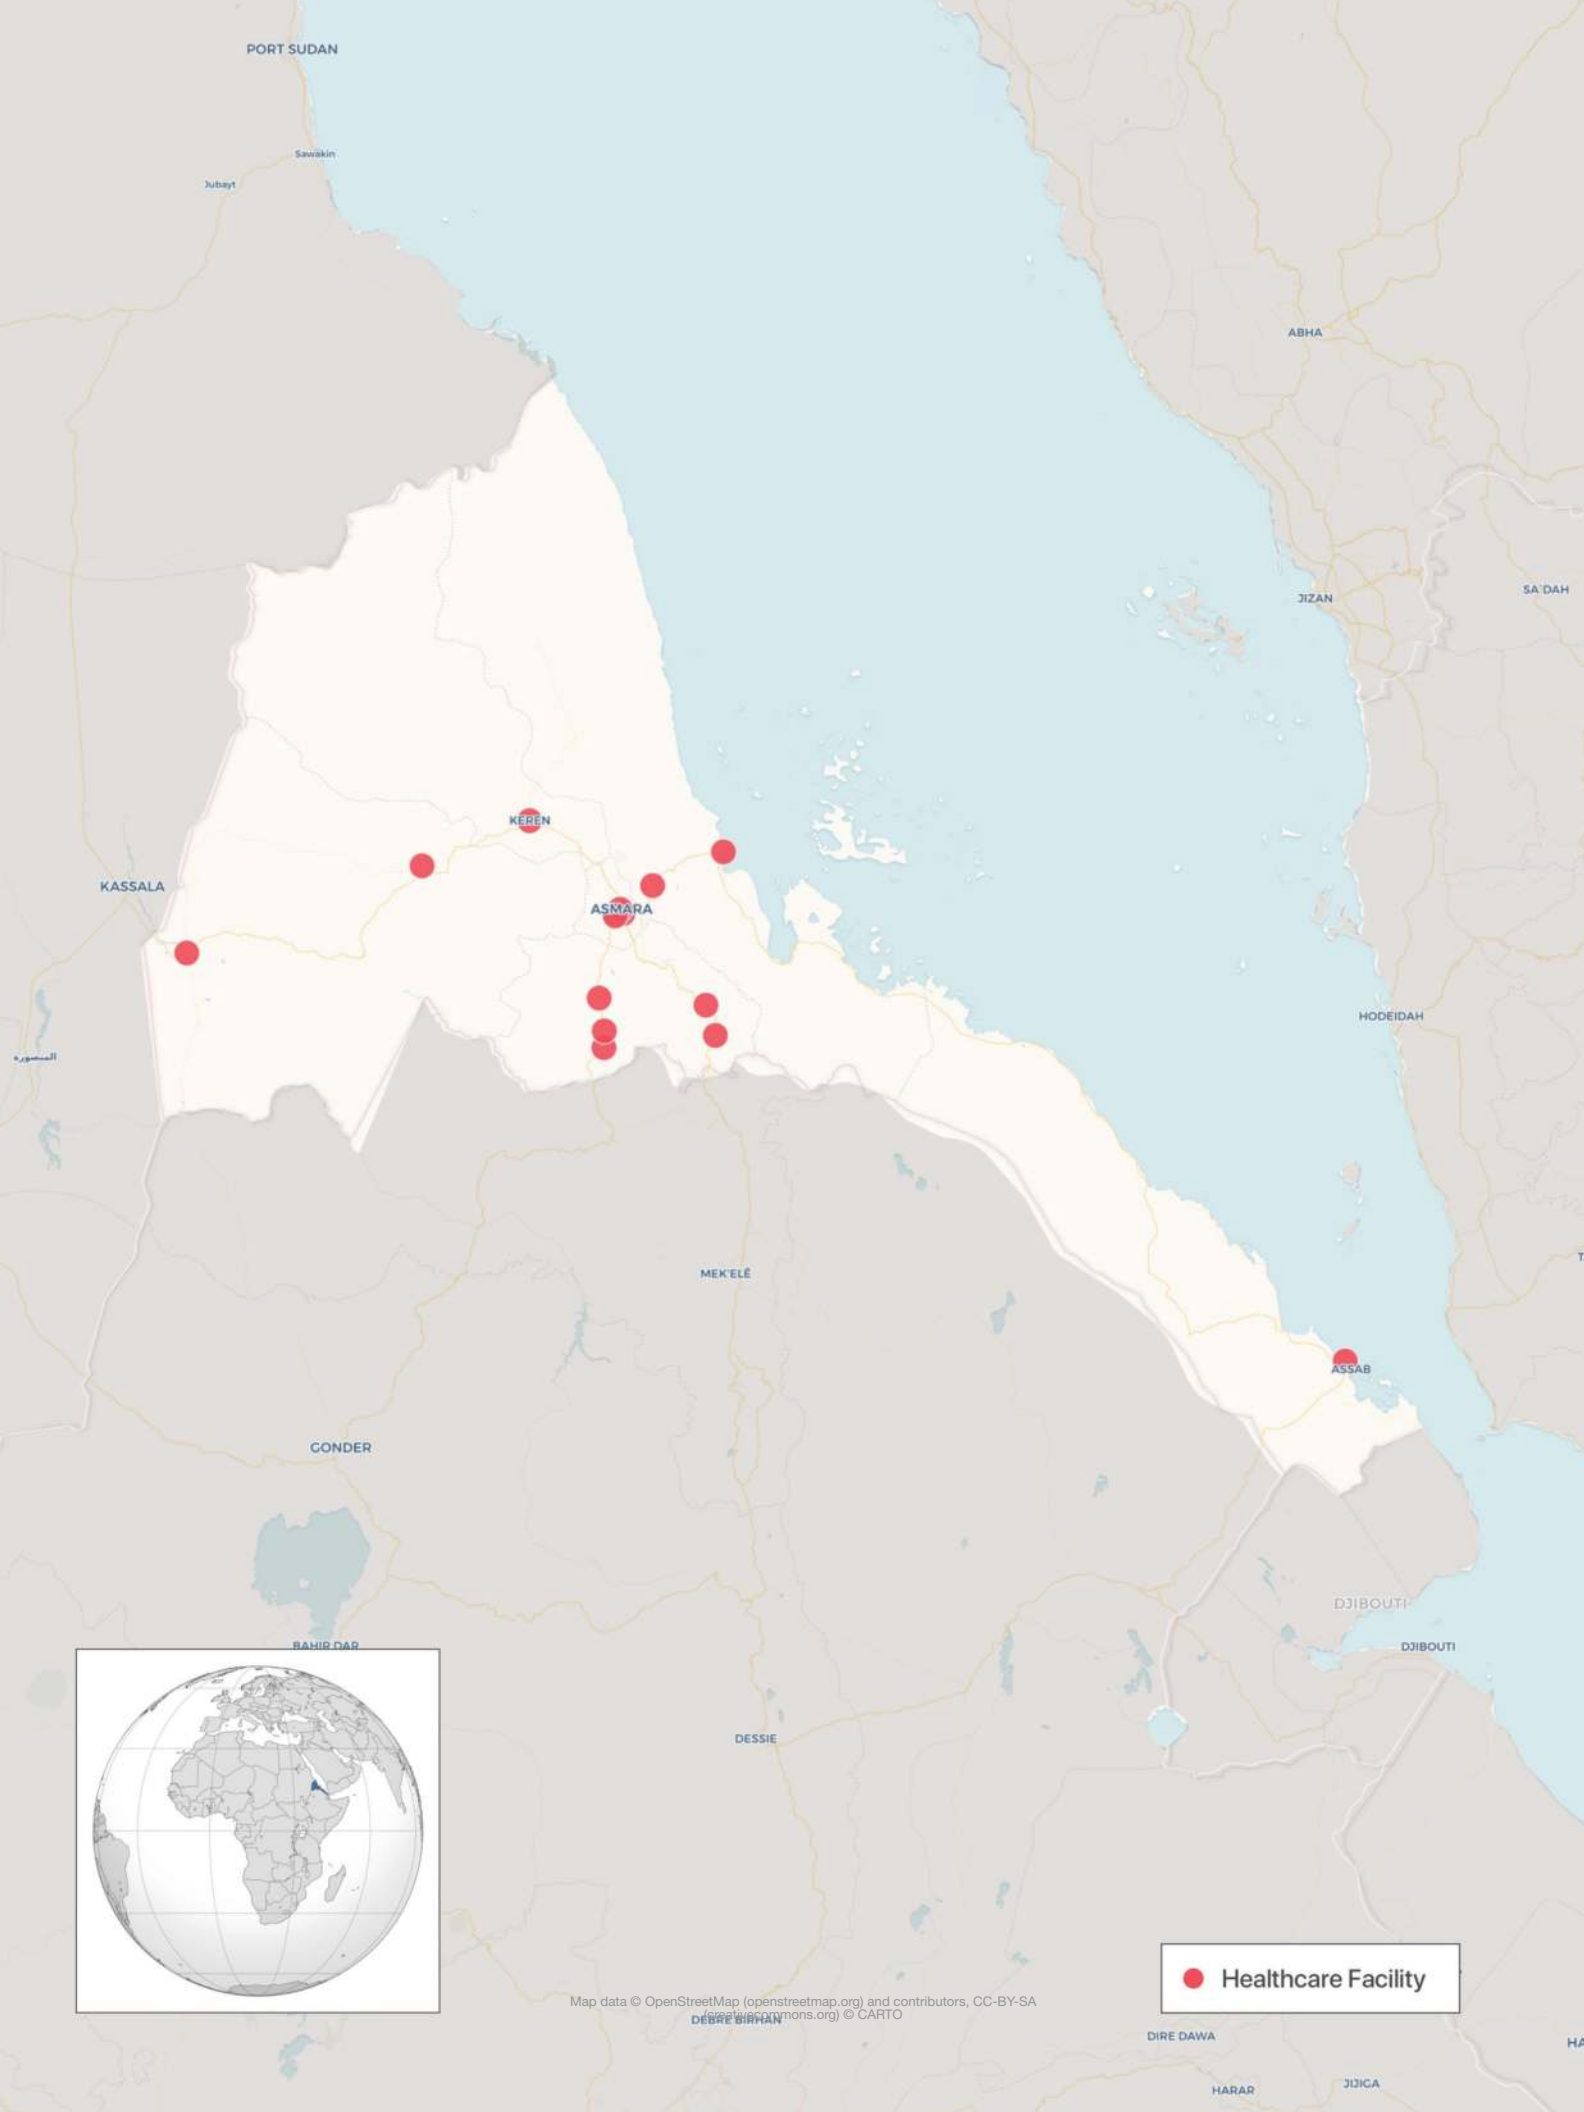 PORT SUDAN
Sawakin
Jubayt
ABHA
SA'DAH
JIZAN
KEREN
KASSALA
ASMARA
HODEIDAH
المنصورة
MEK'ELĒ
ASSAB
GONDER
DJIBOUTI
BAHIR DAR
DJIBOUTI
DESSIE
Healthcare Facility
Map data © OpenStreetMap (openstreetmap.org) and contributors, CC-BY-SA
(creativecommons.org) © CARTO
DEBRE BIRHAN
DIRE DAWA
HARAR
JIJIGA